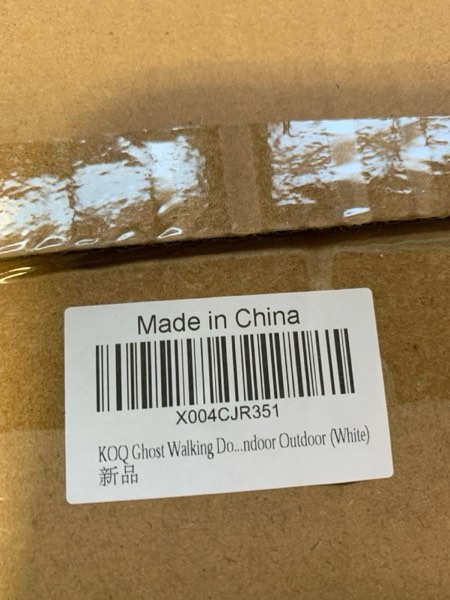 Made in China
X004CJR351
KOQ Ghost Walking Do...ndoor Outdoor (White)
新品